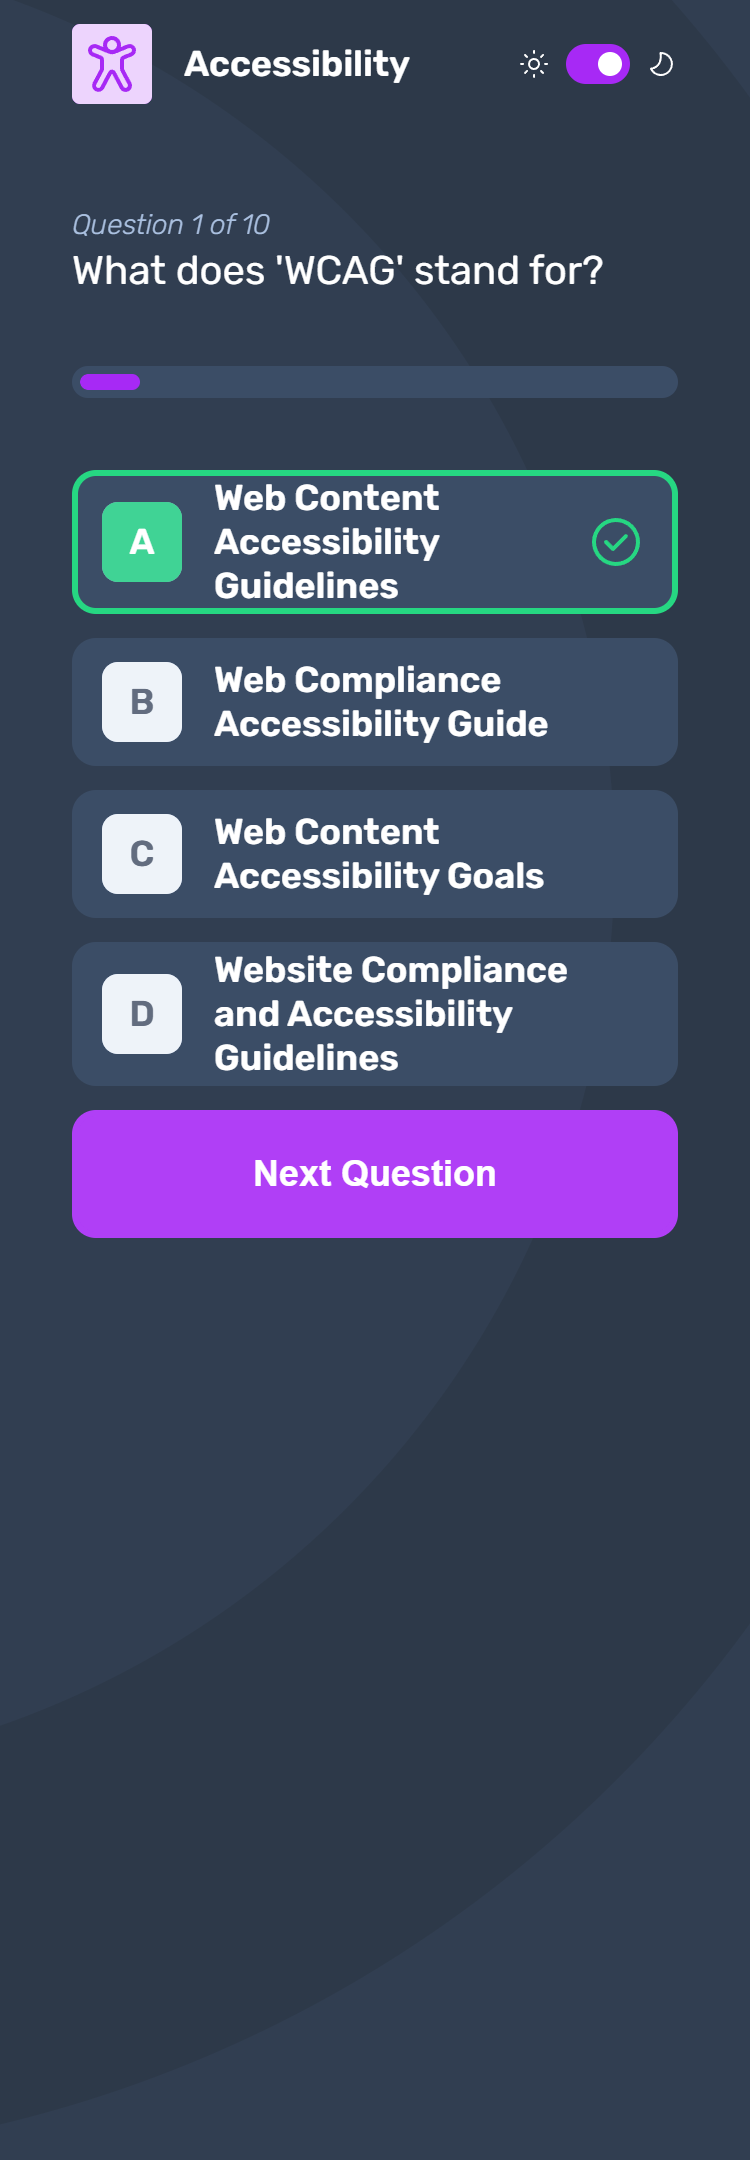 Accessibility
Question 1 of 10
What does 'WCAG' stand for?
A
Web Content
Accessibility
Guidelines
B
Web Compliance
Accessibility Guide
C
Web Content
Accessibility Goals
D
Website Compliance
and Accessibility
Guidelines
Next Question